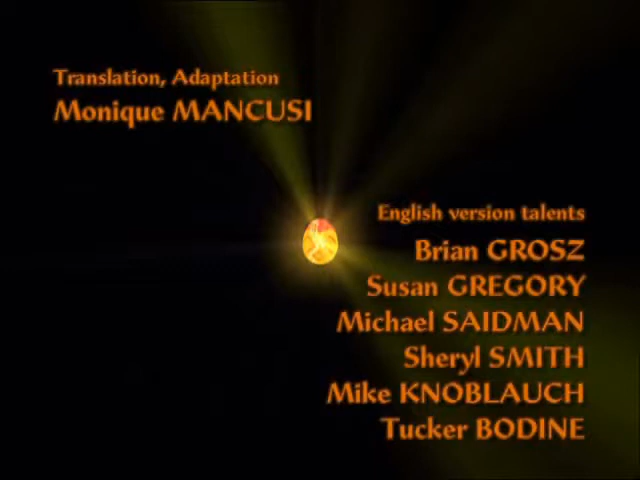 Translation, Adaptation
Monique MANCUSI
English version talents
Brian GROSZ
Susan GREGORY
Michael SAIDMAN
Sheryl SMITH
Mike KNOBLAUCH
Tucker BODINE